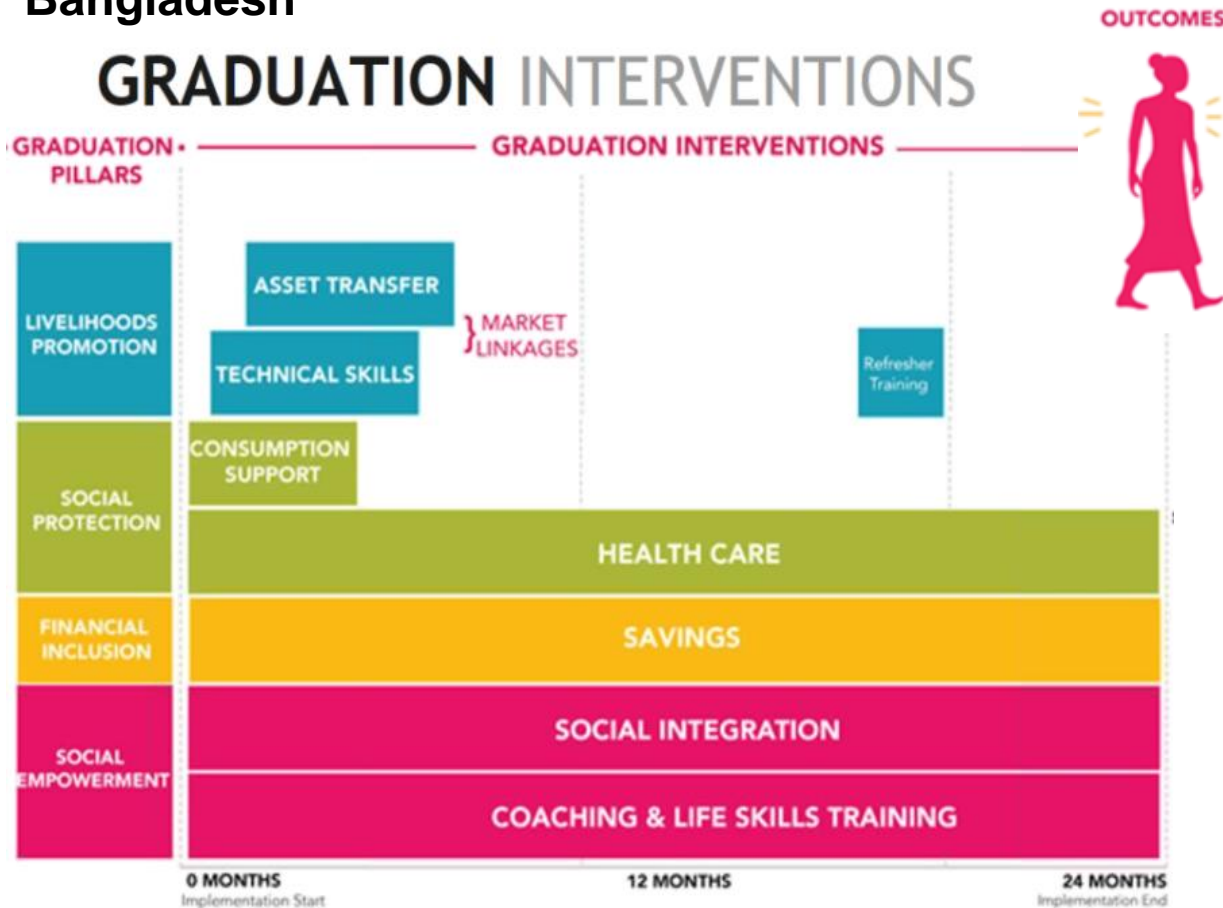 Bangladesh
OUTCOMES
GRADUATION INTERVENTIONS
GRADUATION
PILLARS
GRADUATION INTERVENTIONS
LIVELIHOODS
PROMOTION
ASSET TRANSFER
TECHNICAL SKILLS
} MARKET
LINKAGES
Refresher
Training
SOCIAL
PROTECTION
CONSUMPTION
SUPPORT
HEALTH CARE
FINANCIAL
INCLUSION
SAVINGS
SOCIAL
EMPOWERMENT
SOCIAL INTEGRATION
COACHING & LIFE SKILLS TRAINING
0 MONTHS
Implementation Start
12 MONTHS
24 MONTHS
Implementation End